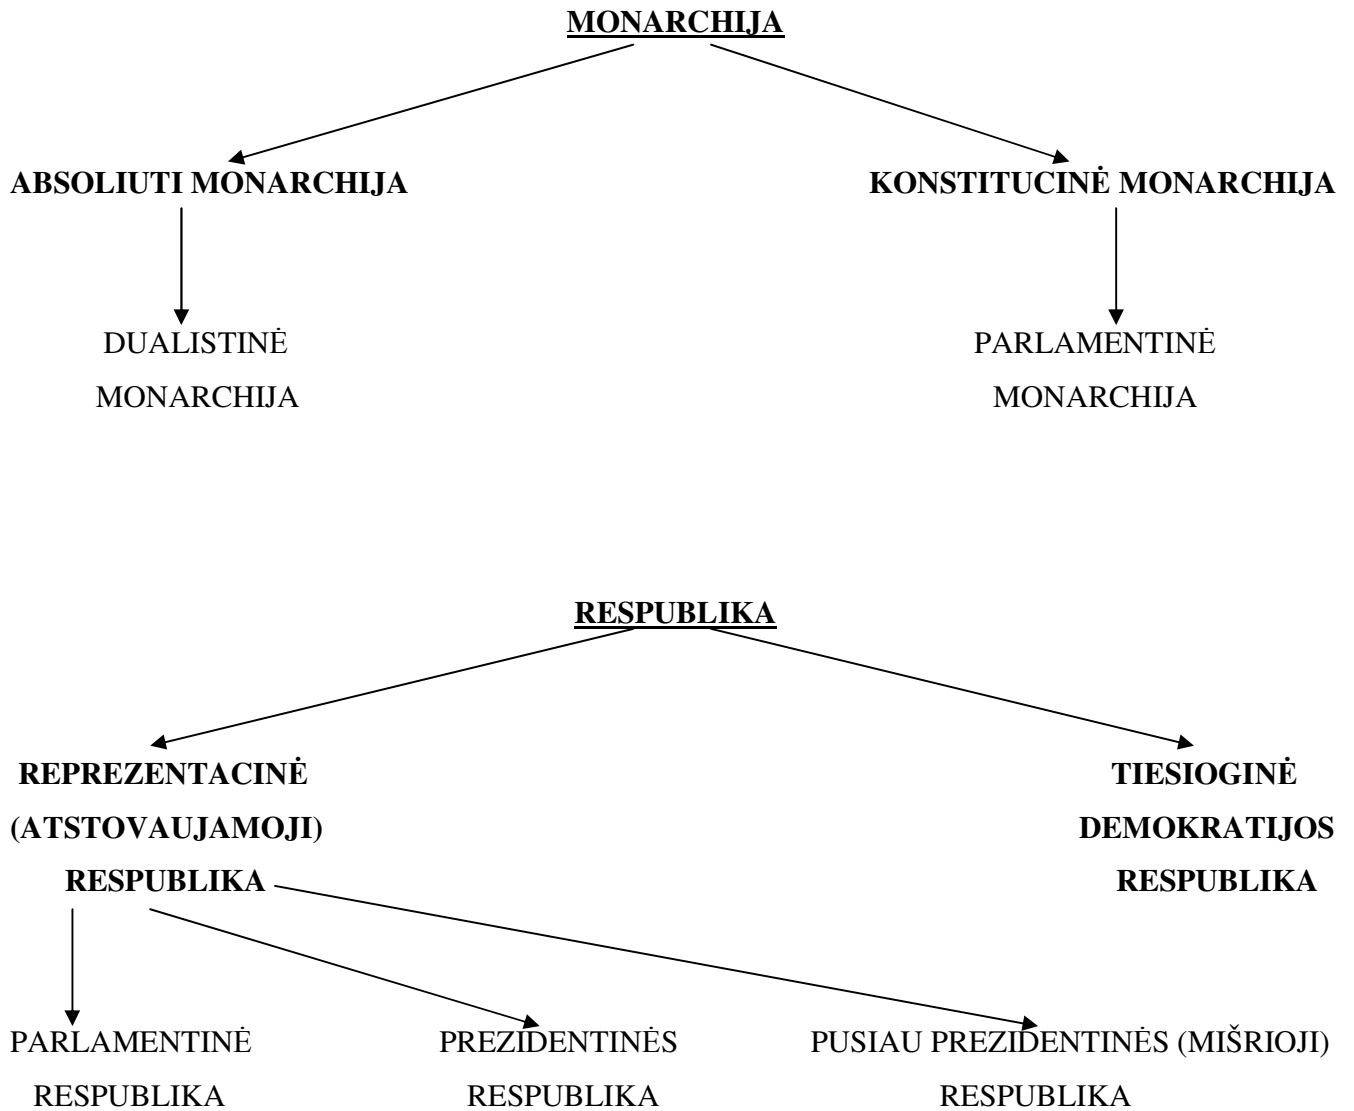 MONARCHIJA
ABSOLIUTI MONARCHIJA
KONSTITUCINĖ MONARCHIJA
DUALISTINĖ
MONARCHIJA
PARLAMENTINĖ
MONARCHIJA
RESPUBLIKA
REPREZENTACINĖ
(ATSTOVAUJAMOJI)
RESPUBLIKA
TIESIOGINĖ
DEMOKRATIJOS
RESPUBLIKA
PARLAMENTINĖ
RESPUBLIKA
PREZIDENTINĖS
RESPUBLIKA
PUSIAU PREZIDENTINĖS (MIŠRIOJI)
RESPUBLIKA